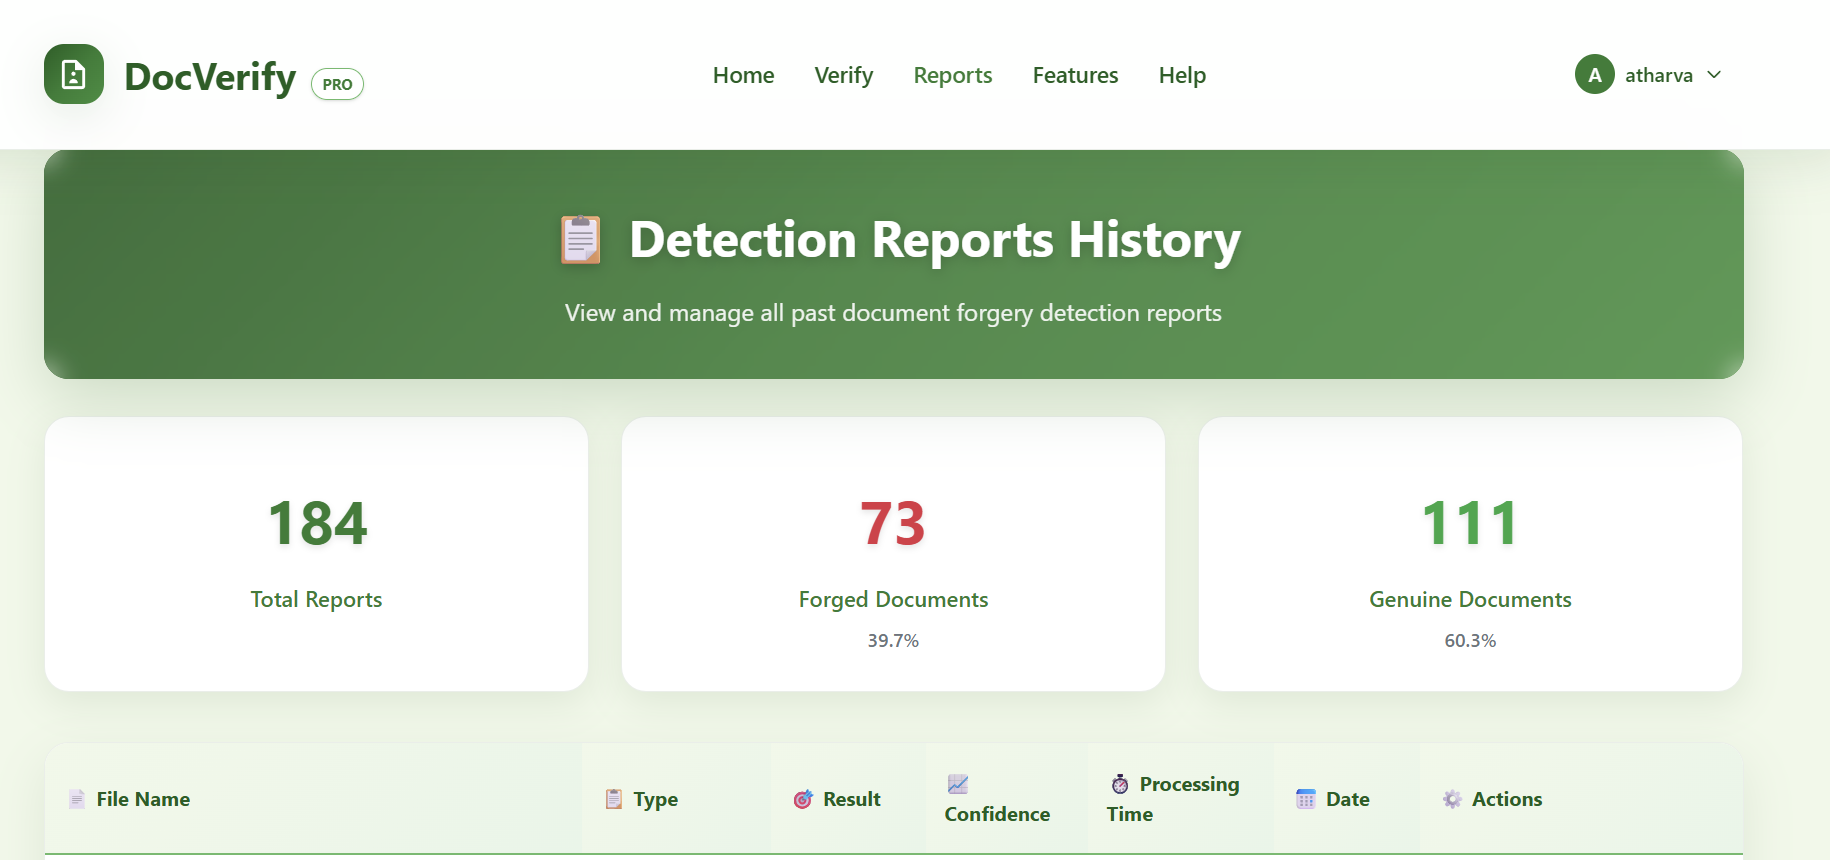 DocVerify PRO
Home Verify Reports Features Help
A atharva
Detection Reports History
View and manage all past document forgery detection reports
184
Total Reports
73
Forged Documents
39.7%
111
Genuine Documents
60.3%
File Name
Type
Result
Confidence
Processing
Time
Date
Actions